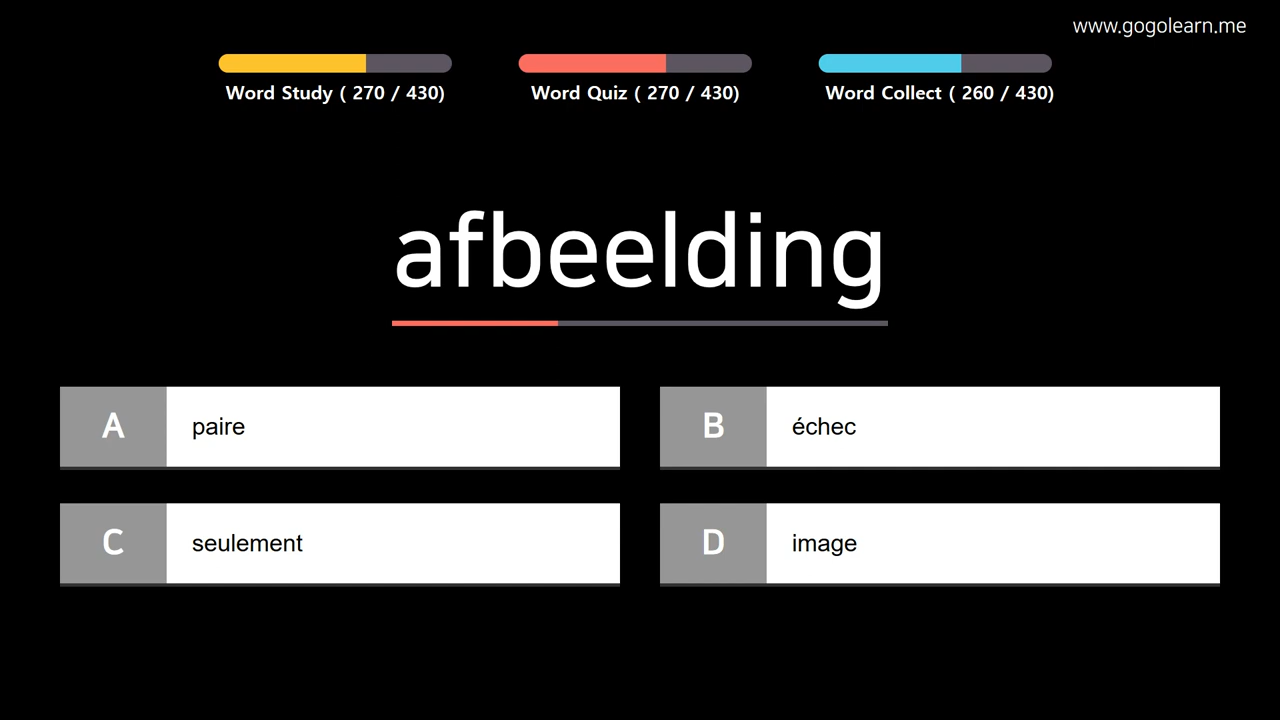 www.gogolearn.me
Word Study ( 270 / 430)
Word Quiz ( 270 / 430)
Word Collect ( 260 / 430)
afbeelding
A paire
B échec
C seulement
D image